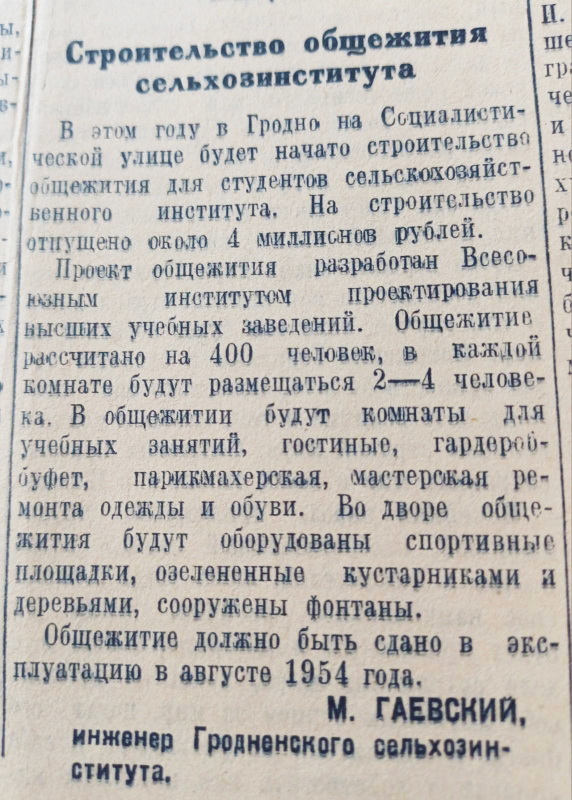 Строительство общежития
сельхозинститута
В этом году в Гродно на Социалисти-
ческой улице будет начато строительство
общежития для студентов сельскохозяйст-
венного института. На строительство
отпущено около 4 миллионов рублей.
Проект общежития разработан Всесо-
юзным институтом проектирования
высших учебных заведений. Общежитие
рассчитано на 400 человек, в каждой
комнате будут размещаться 2—4 челове-
ка. В общежитии будут комнаты для
учебных занятий, гостиные, гардероб-
буфет, парикмахерская, мастерская ре-
монта одежды и обуви. Во дворе обще-
жития будут оборудованы спортивные
площадки, озелененные кустарниками и
деревьями, сооружены фонтаны.
Общежитие должно быть сдано в экс-
плуатацию в августе 1954 года.
М. ГАЕВСКИЙ,
инженер Гродненского сельхозин-
ститута.